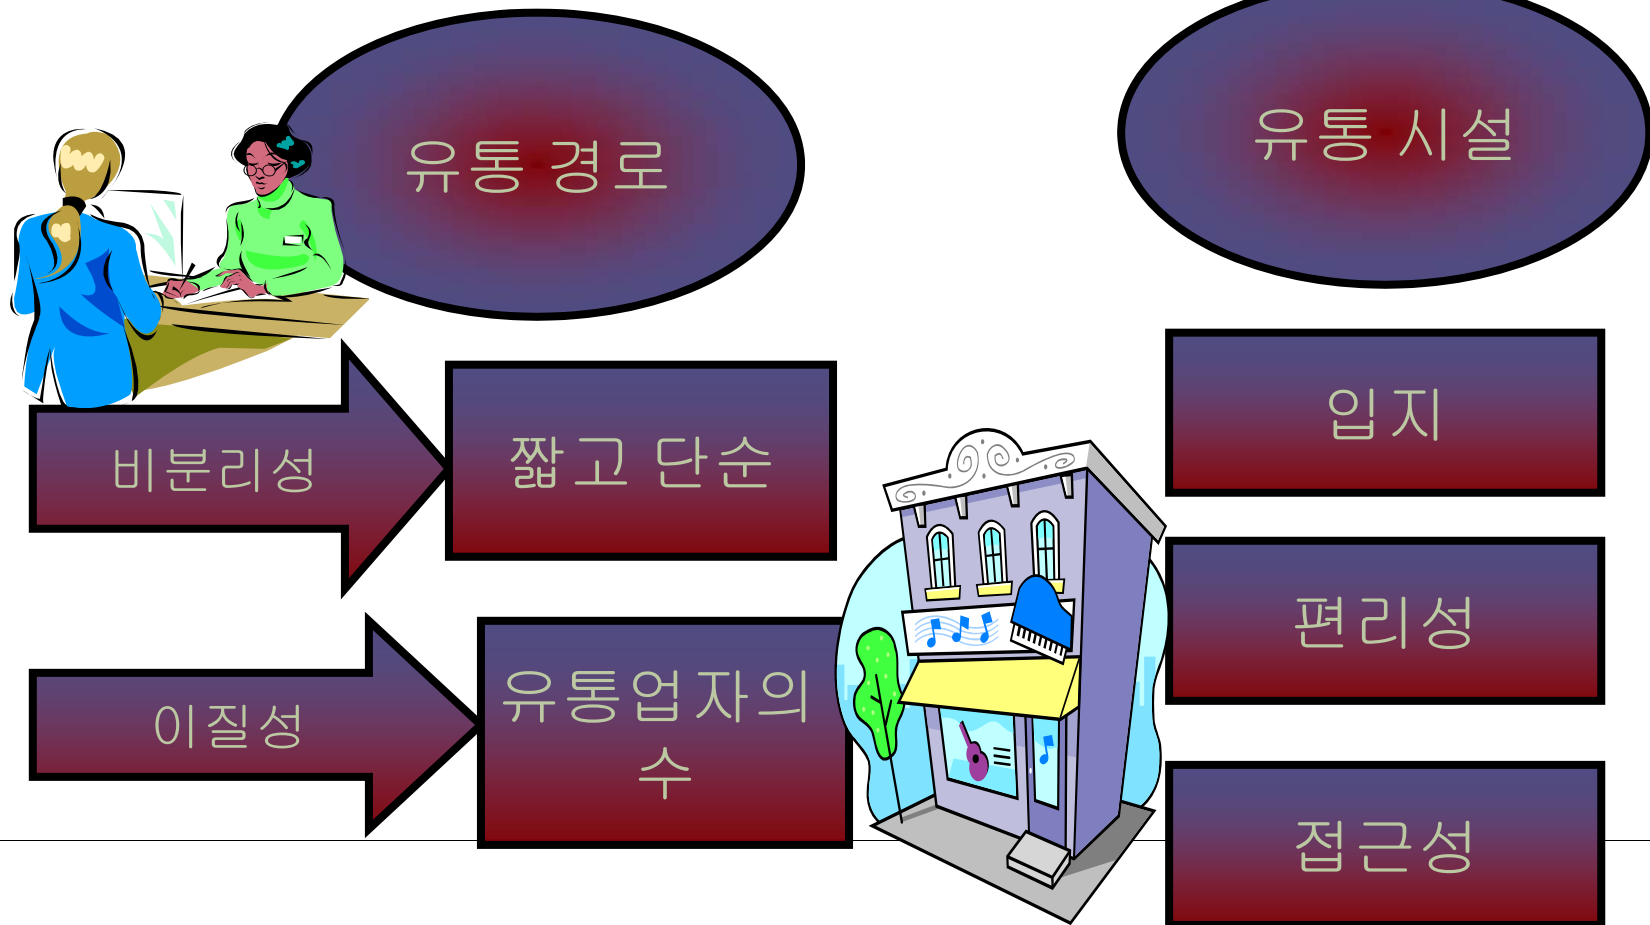 유통 경로
비분리성
짧고 단순
이질성
유통업자의
수
유통 시설
입지
편리성
접근성